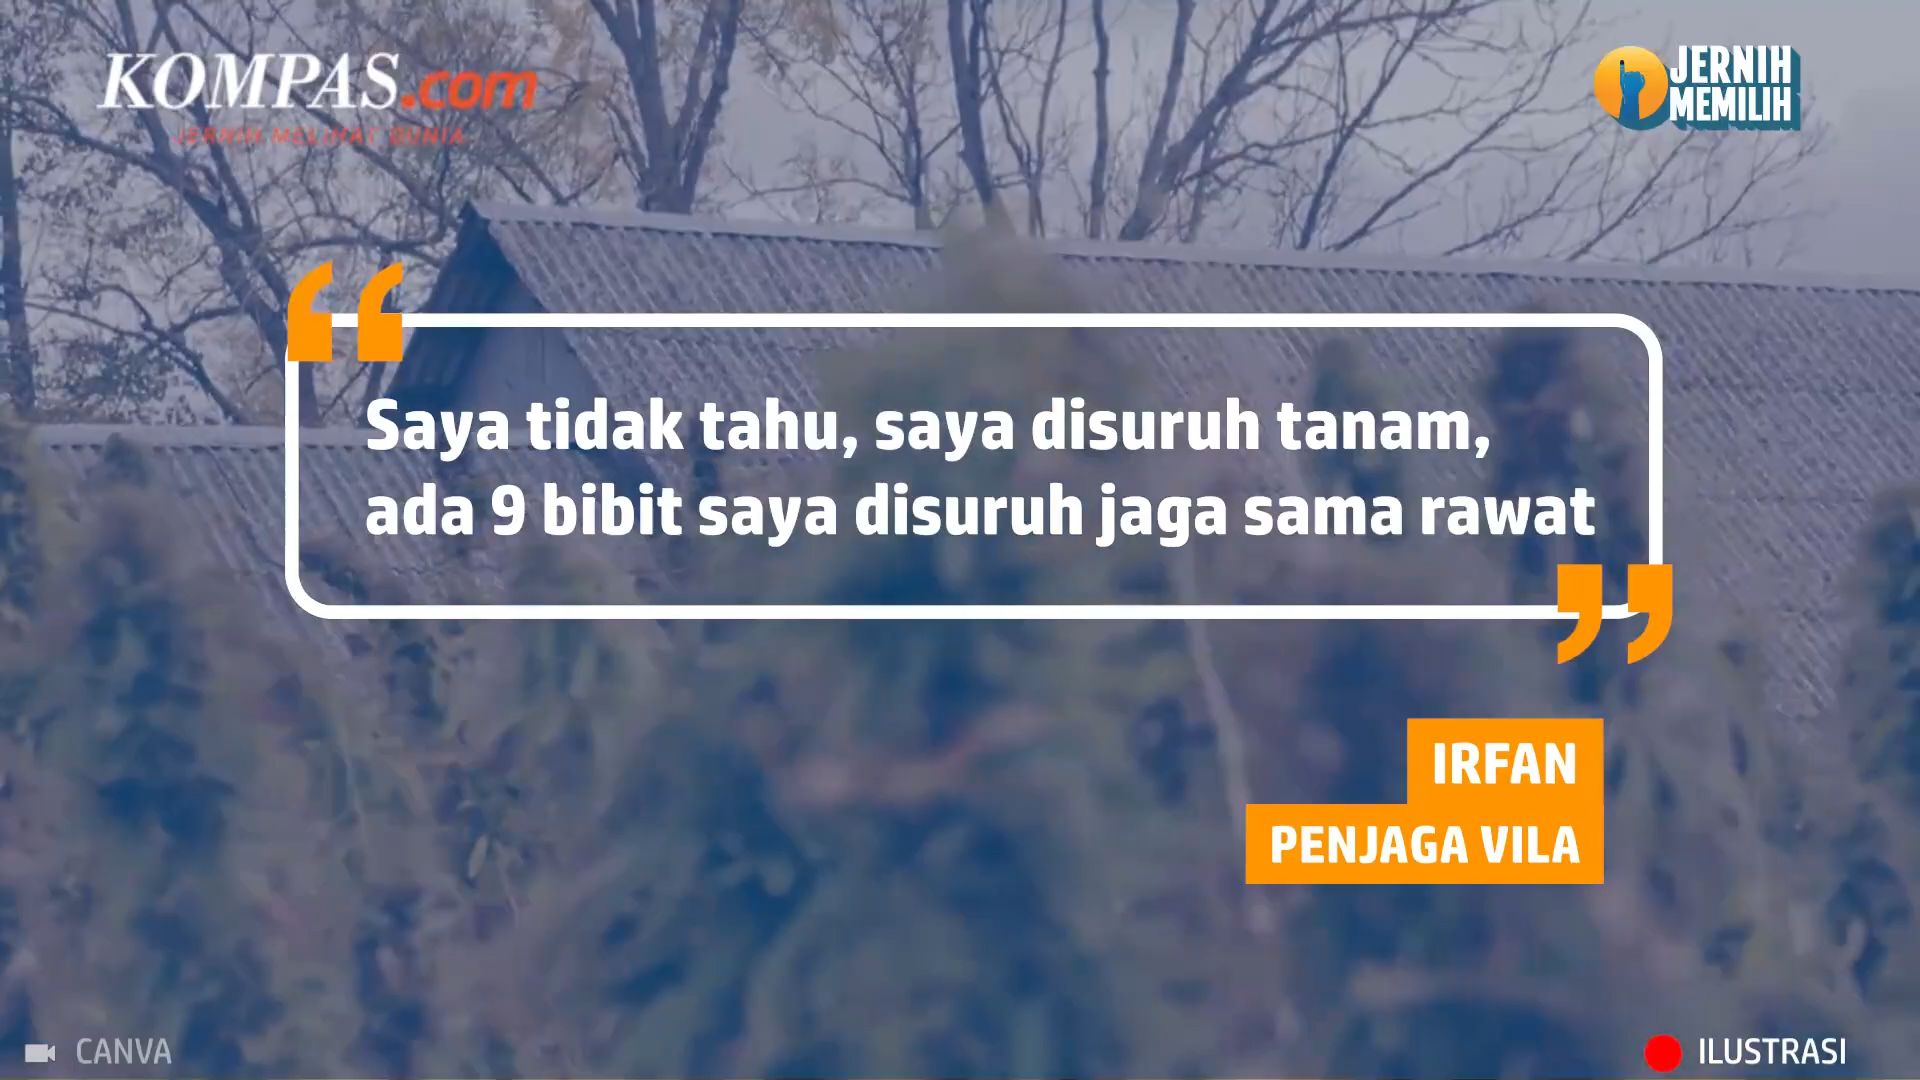 KOMPAS.com
JERNIH MELIHAT DUNIA
JERNIH
MEMILIH
Saya tidak tahu, saya disuruh tanam,
ada 9 bibit saya disuruh jaga sama rawat
IRFAN
PENJAGA VILA
CANVA
ILUSTRASI